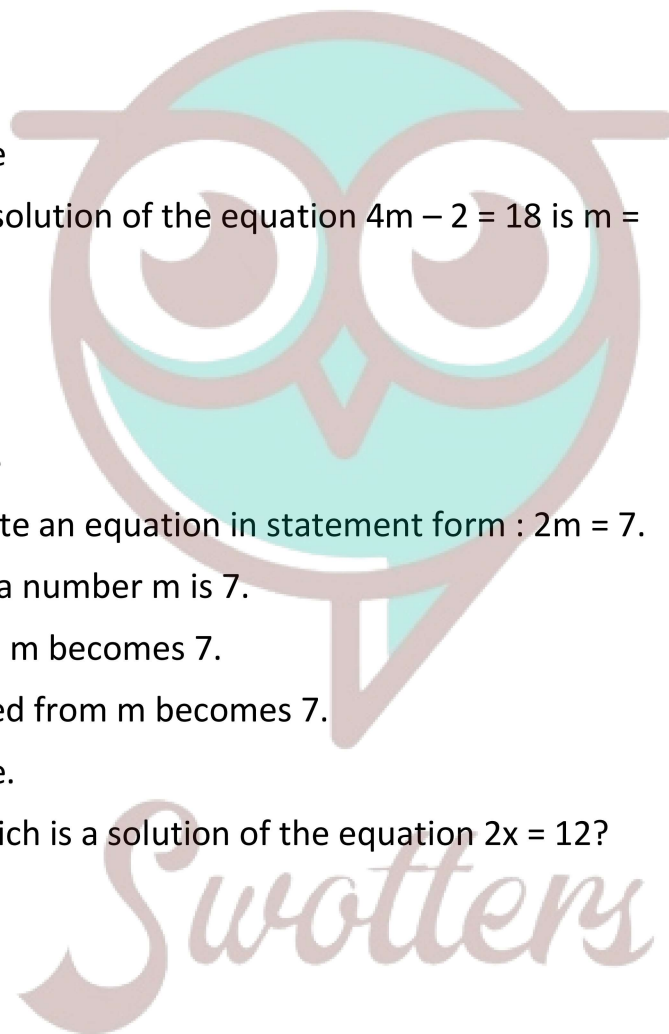 e
solution of the equation 4m – 2 = 18 is m =
te an equation in statement form : 2m = 7.
a number m is 7.
m becomes 7.
ed from m becomes 7.
e.
ich is a solution of the equation 2x = 12?
Swotters